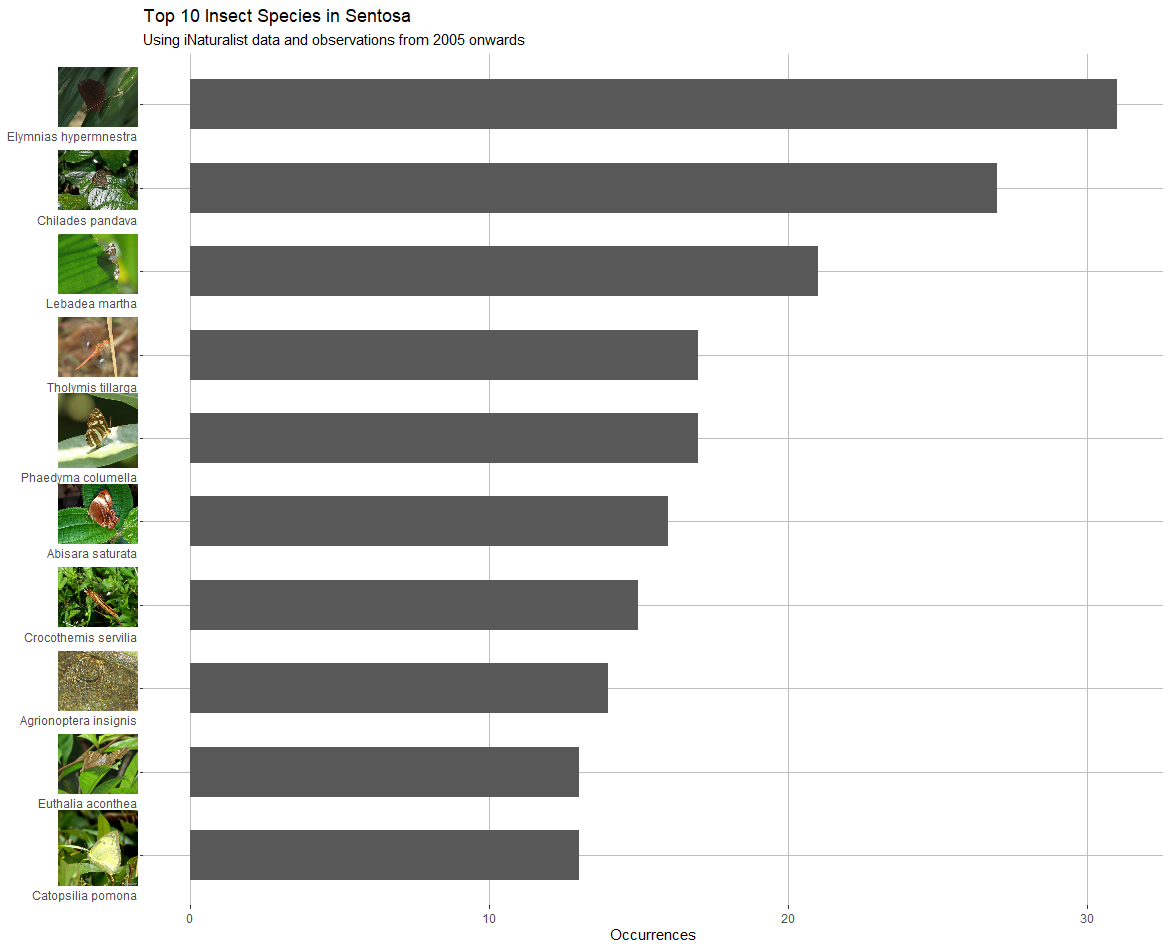 Top 10 Insect Species in Sentosa
Using iNaturalist data and observations from 2005 onwards
Elymnias hypermnestra
Chilades pandava
Lebadea martha
Tholymis tillarga
Phaedyma columella
Abisara saturata
Crocothemis servilia
Agrionoptera insignis
Euthalia aconthea
Catopsilia pomona
0 10 20 30
Occurrences